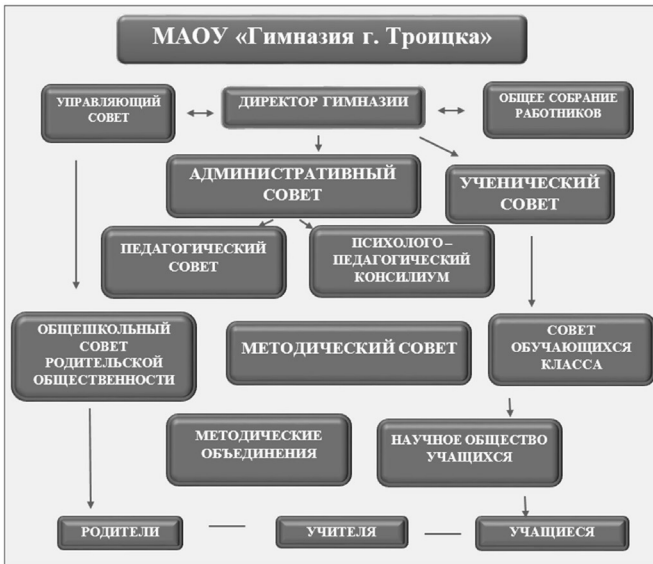 МАОУ «Гимназия г. Троицка»
УПРАВЛЯЮЩИЙ
СОВЕТ
ДИРЕКТОР ГИМНАЗИИ
ОБЩЕЕ СОБРАНИЕ
РАБОТНИКОВ
АДМИНИСТРАТИВНЫЙ
СОВЕТ
УЧЕНИЧЕСКИЙ
СОВЕТ
ПЕДАГОГИЧЕСКИЙ
СОВЕТ
ПСИХОЛОГО –
ПЕДАГОГИЧЕСКИЙ
КОНСИЛИУМ
ОБЩЕШКОЛЬНЫЙ
СОВЕТ
РОДИТЕЛЬСКОЙ
ОБЩЕСТВЕННОСТИ
МЕТОДИЧЕСКИЙ СОВЕТ
СОВЕТ
ОБУЧАЮЩИХСЯ
КЛАССА
МЕТОДИЧЕСКИЕ
ОБЪЕДИНЕНИЯ
НАУЧНОЕ ОБЩЕСТВО
УЧАЩИХСЯ
РОДИТЕЛИ
УЧИТЕЛЯ
УЧАЩИЕСЯ